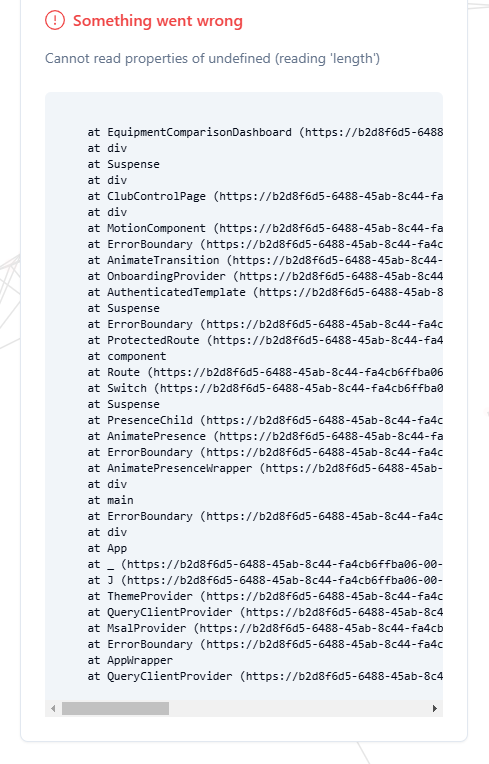 Something went wrong
Cannot read properties of undefined (reading 'length')
at EquipmentComparisonDashboard (https://b2d8f6d5-6488
at div
at Suspense
at div
at ClubControlPage (https://b2d8f6d5-6488-45ab-8c44-fa
at div
at MotionComponent (https://b2d8f6d5-6488-45ab-8c44-fa
at ErrorBoundary (https://b2d8f6d5-6488-45ab-8c44-fa4c
at AnimateTransition (https://b2d8f6d5-6488-45ab-8c44-
at OnboardingProvider (https://b2d8f6d5-6488-45ab-8c44
at AuthenticatedTemplate (https://b2d8f6d5-6488-45ab-8
at Suspense
at ErrorBoundary (https://b2d8f6d5-6488-45ab-8c44-fa4c
at ProtectedRoute (https://b2d8f6d5-6488-45ab-8c44-fa4
at component
at Route (https://b2d8f6d5-6488-45ab-8c44-fa4cb6ffba06
at Switch (https://b2d8f6d5-6488-45ab-8c44-fa4cb6ffba0
at Suspense
at PresenceChild (https://b2d8f6d5-6488-45ab-8c44-fa4c
at AnimatePresence (https://b2d8f6d5-6488-45ab-8c44-fa
at ErrorBoundary (https://b2d8f6d5-6488-45ab-8c44-fa4c
at AnimatePresenceWrapper (https://b2d8f6d5-6488-45ab-
at div
at main
at ErrorBoundary (https://b2d8f6d5-6488-45ab-8c44-fa4c
at div
at App
at _ (https://b2d8f6d5-6488-45ab-8c44-fa4cb6ffba06-00-
at J (https://b2d8f6d5-6488-45ab-8c44-fa4cb6ffba06-00-
at ThemeProvider (https://b2d8f6d5-6488-45ab-8c44-fa4c
at QueryClientProvider (https://b2d8f6d5-6488-45ab-8c4
at MsalProvider (https://b2d8f6d5-6488-45ab-8c44-fa4cb
at ErrorBoundary (https://b2d8f6d5-6488-45ab-8c44-fa4c
at AppWrapper
at QueryClientProvider (https://b2d8f6d5-6488-45ab-8c4